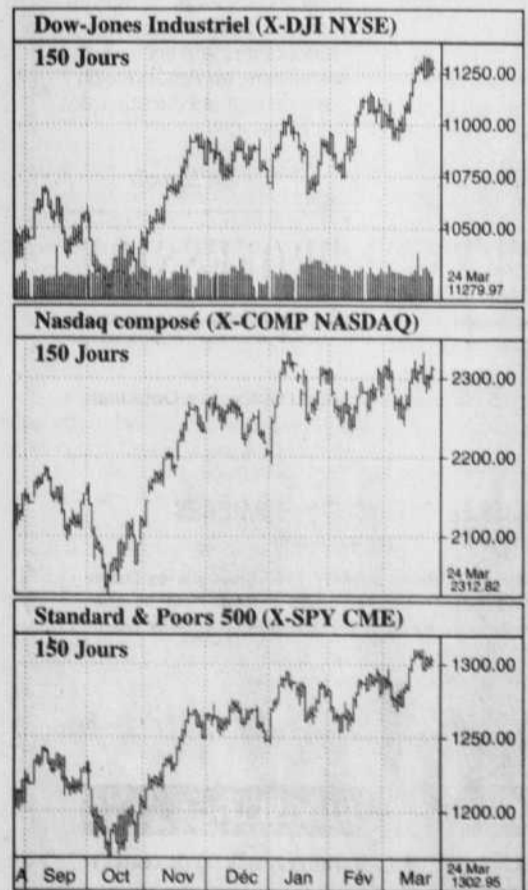 Dow-Jones Industriel (X-DJI NYSE)
150 Jours
11250.00
11000.00
10750.00
10500.00
24 Mar
11279.97
Nasdaq composé (X-COMP NASDAQ)
150 Jours
2300.00
2200.00
2100.00
24 Mar
2312.82
Standard & Poors 500 (X-SPY CME)
150 Jours
1300.00
1250.00
1200.00
A Sep Oct Nov Déc Jan Fév Mar
24 Mar
1302.95